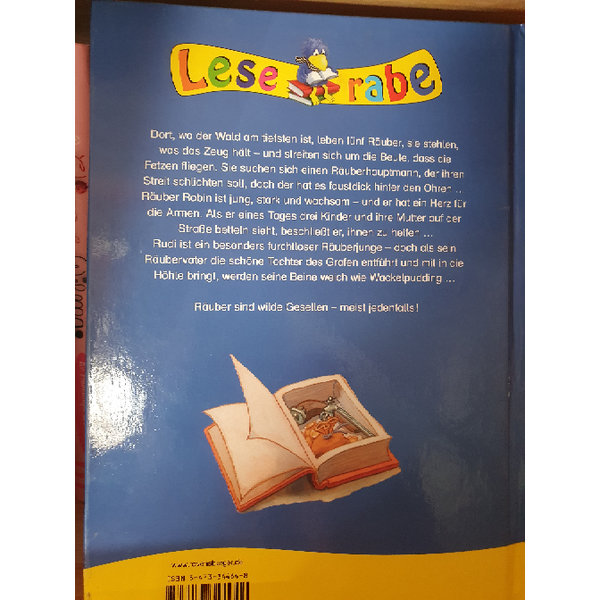 Lese rabe
Dort, wo der Wald am tiefsten ist, leben fünf Räuber, sie stehlen,
was das Zeug hält – und streiten sich um die Beute, dass die
Fetzen fliegen. Sie suchen sich einen Räuberhauptmann, der ihren
Streit schlichten soll, doch der hat es faustdick hinter den Ohren ...
Räuber Robin ist jung, stark und wachsam – und er hat ein Herz für
die Armen. Als er eines Tages drei Kinder und ihre Mutter auf der
Straße betteln sieht, beschließt er, ihnen zu helfen ...
Rudi ist ein besonders furchtloser Räuberjunge – doch als sein
Räubervater die schöne Tochter des Grafen entführt und mit in die
Höhle bringt, werden seine Beine weich wie Wackelpudding ...
Räuber sind wilde Gesellen – meist jedenfalls!
www.ravensburger.de